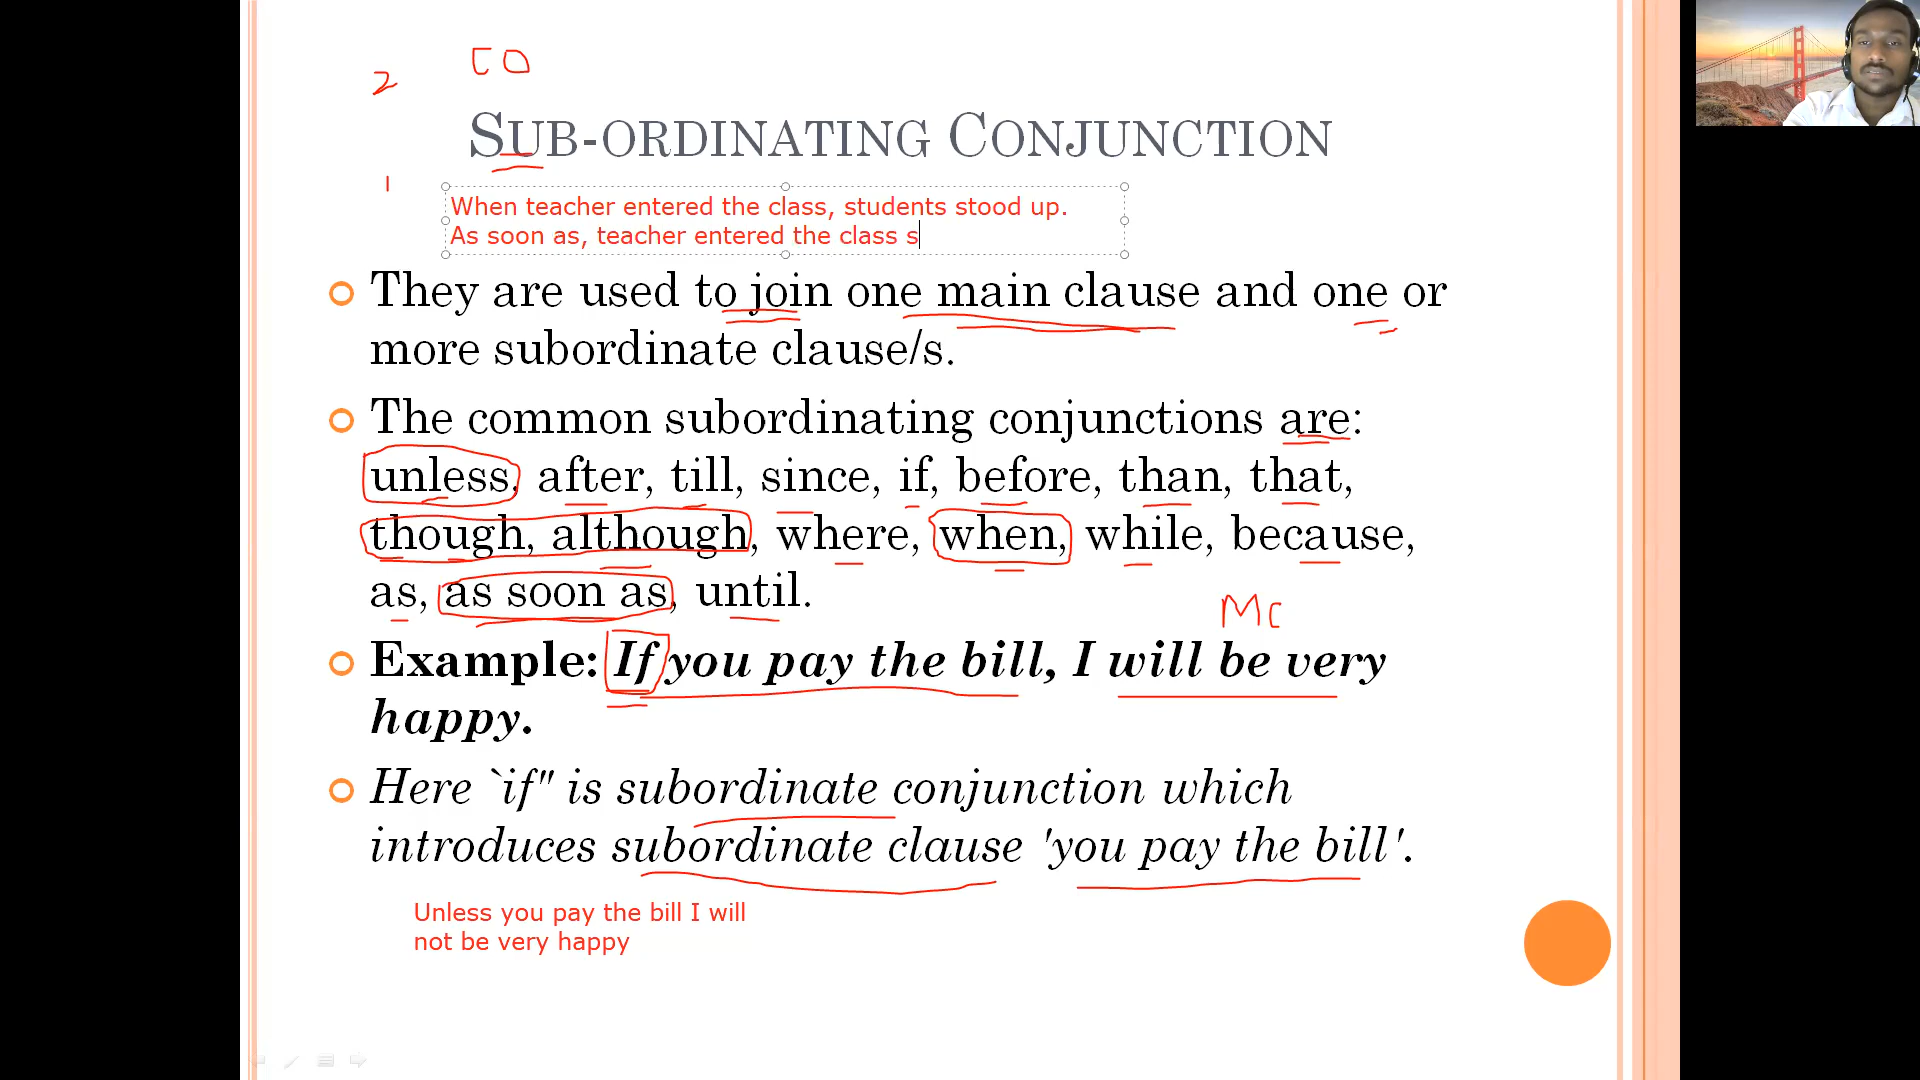 CO
2
SUB-ORDINATING CONJUNCTION
1
When teacher entered the class, students stood up.
As soon as, teacher entered the class s
They are used to join one main clause and one or
more subordinate clause/s.
The common subordinating conjunctions are:
unless, after, till, since, if, before, than, that,
though, although, where, when, while, because,
as, as soon as, until.
MC
Example: If you pay the bill, I will be very
happy.
Here `if" is subordinate conjunction which
introduces subordinate clause 'you pay the bill'.
Unless you pay the bill I will
not be very happy